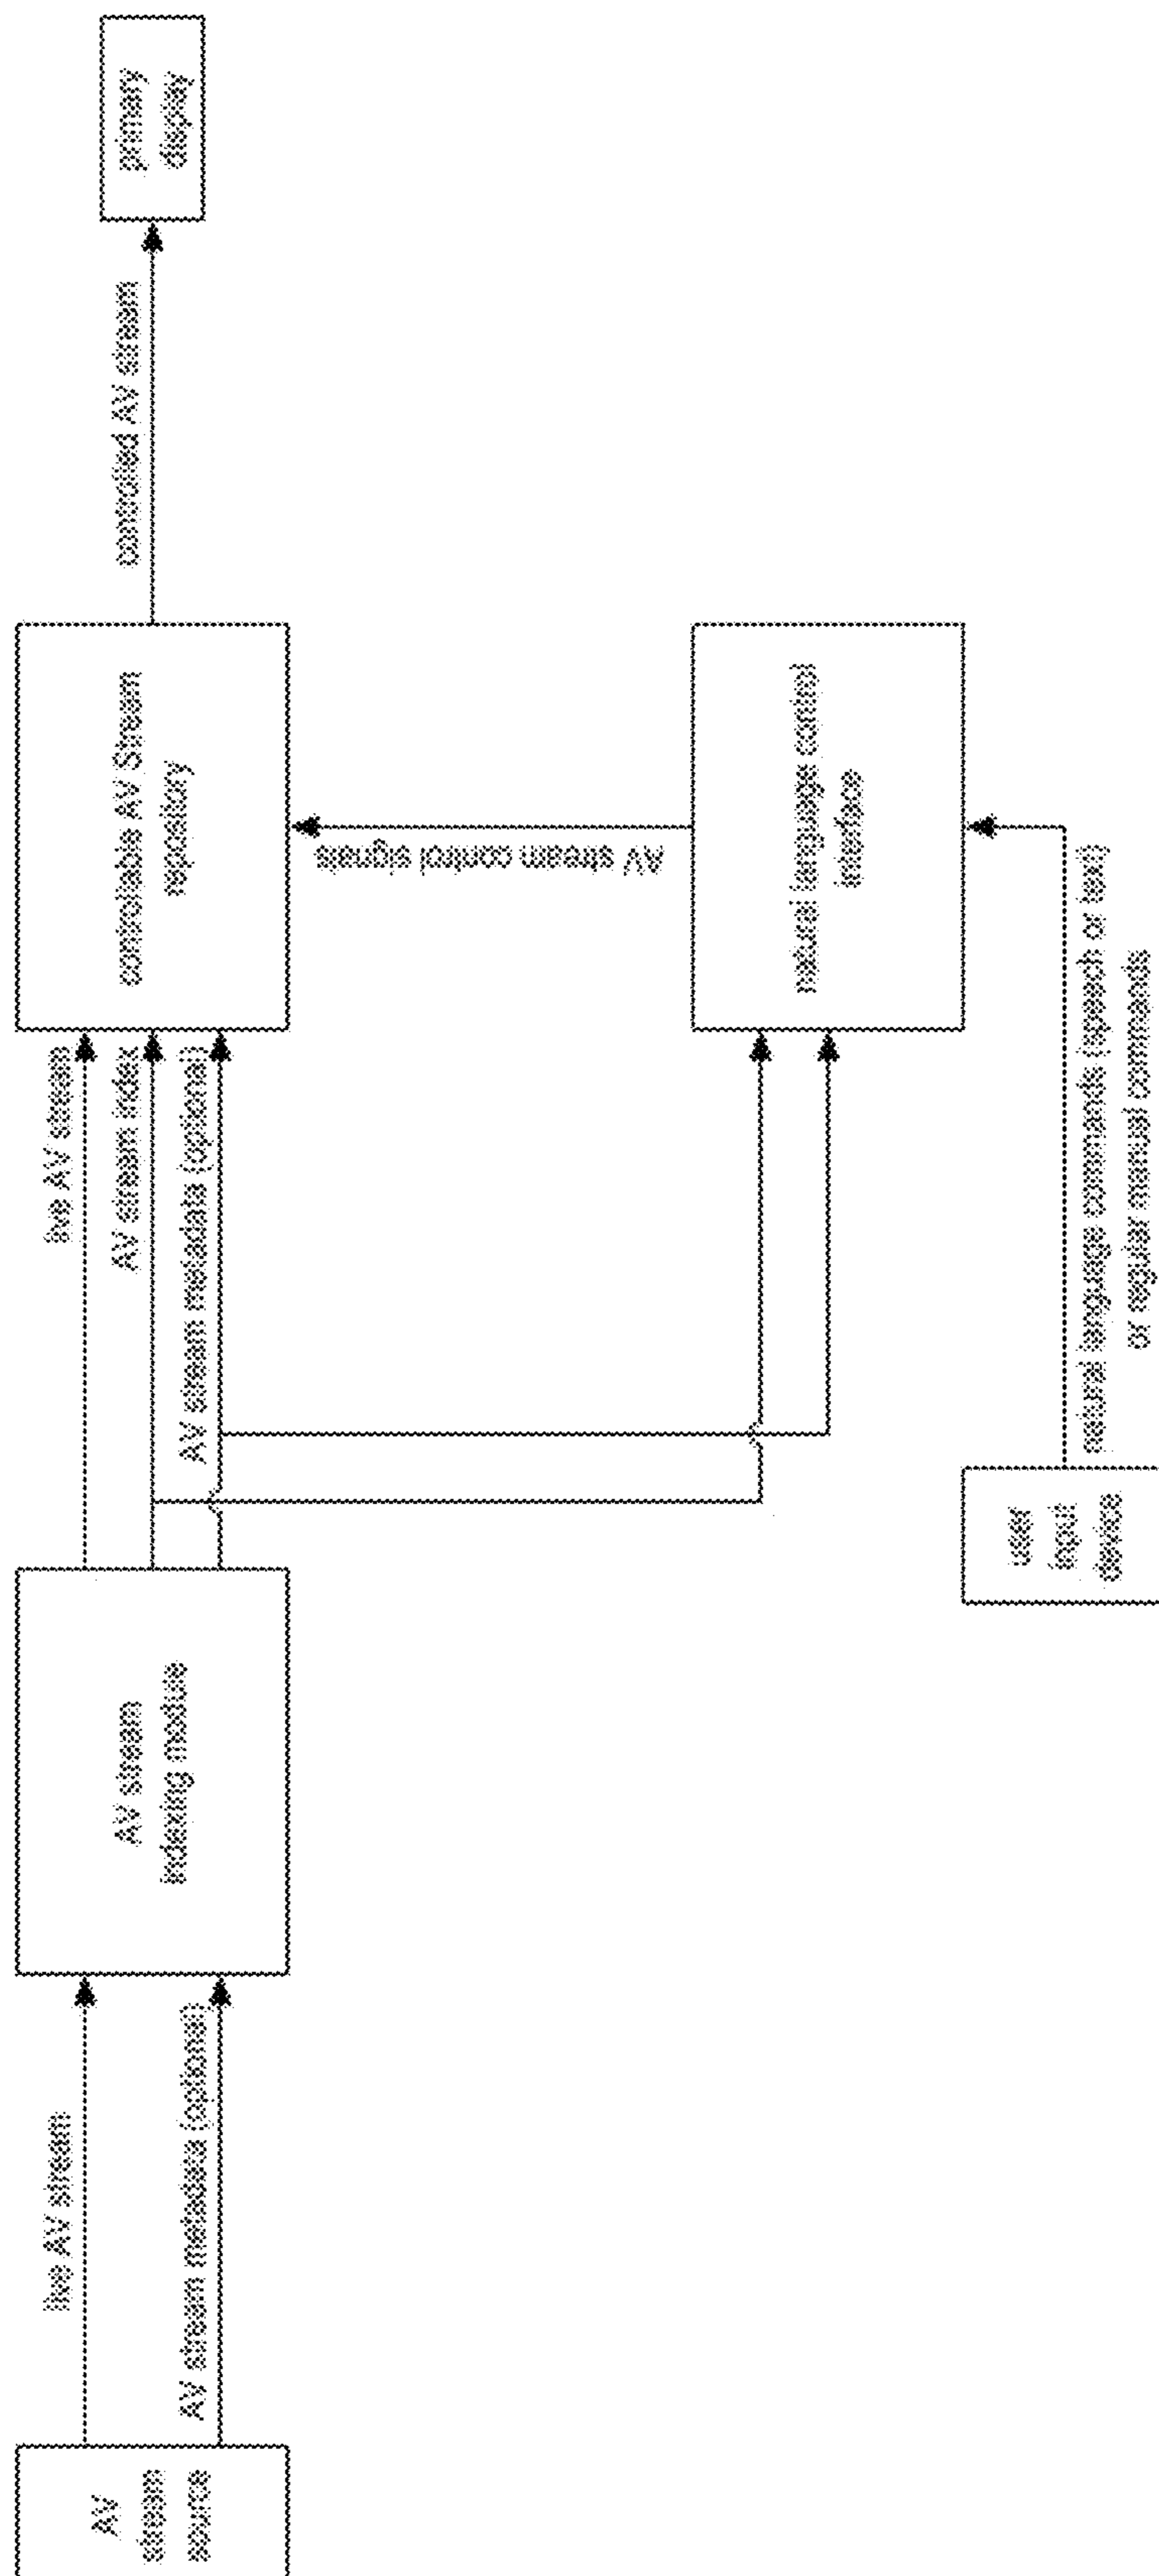 AV
stream
source
live AV stream
AV stream metadata (optional)
AV stream
indexing module
live AV stream
AV stream index
AV stream metadata (optional)
controllable AV Stream
repository
controlled AV stream
primary
display
AV stream control signals
natural language control
interface
user
input
device
natural language commands (speech or text)
or regular manual commands